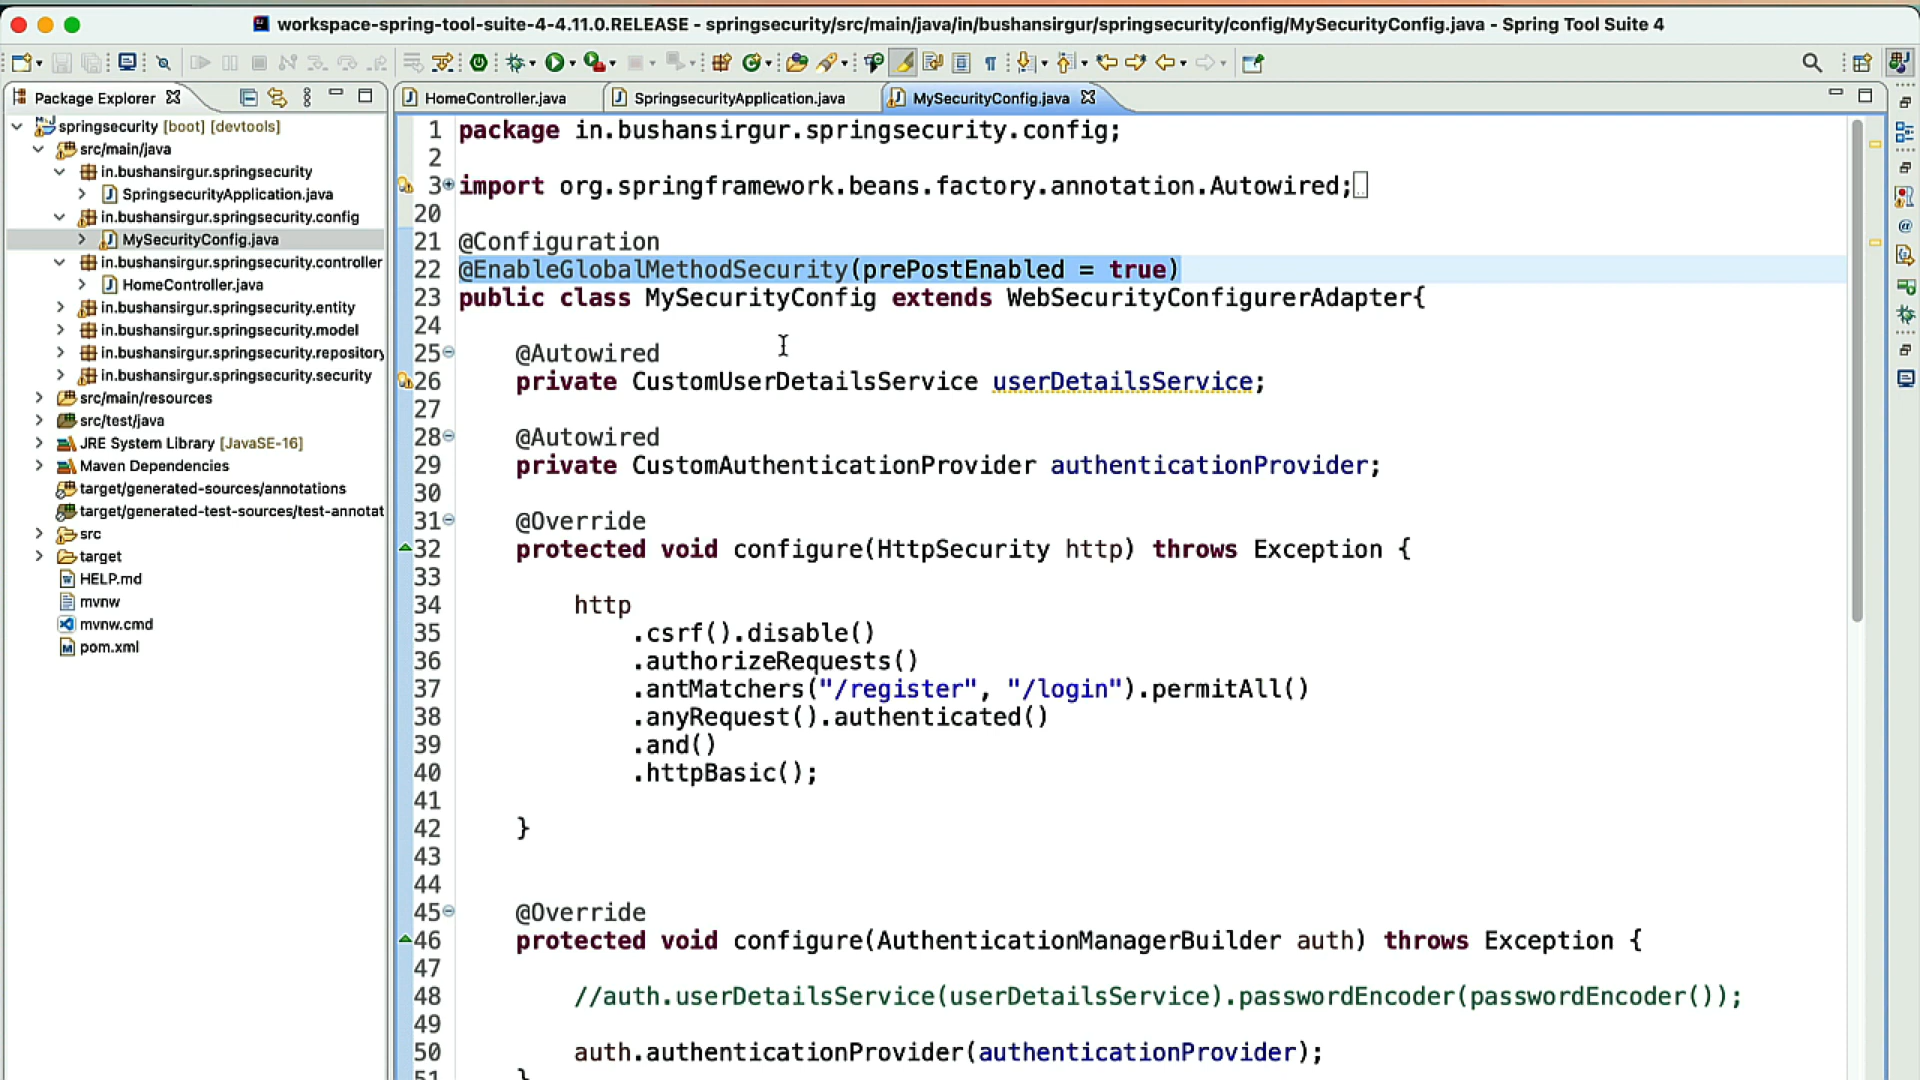 workspace-spring-tool-suite-4-4.11.0.RELEASE - springsecurity/src/main/java/in/bushansirgur/springsecurity/config/MySecurityConfig.java - Spring Tool Suite 4
Package Explorer
HomeController.java
SpringsecurityApplication.java
MySecurityConfig.java
springsecurity [boot] [devtools]
src/main/java
in.bushansirgur.springsecurity
SpringsecurityApplication.java
in.bushansirgur.springsecurity.config
MySecurityConfig.java
in.bushansirgur.springsecurity.controller
HomeController.java
in.bushansirgur.springsecurity.entity
in.bushansirgur.springsecurity.model
in.bushansirgur.springsecurity.repository
in.bushansirgur.springsecurity.security
src/main/resources
src/test/java
JRE System Library [JavaSE-16]
Maven Dependencies
target/generated-sources/annotations
target/generated-test-sources/test-annotat
src
target
HELP.md
mvnw
mvnw.cmd
pom.xml
1 package in.bushansirgur.springsecurity.config;
2
3 import org.springframework.beans.factory.annotation.Autowired;
20
21 @Configuration
22 @EnableGlobalMethodSecurity(prePostEnabled = true)
23 public class MySecurityConfig extends WebSecurityConfigurerAdapter{
24
25 @Autowired
26 private CustomUserDetailsService userDetailsService;
27
28 @Autowired
29 private CustomAuthenticationProvider authenticationProvider;
30
31 @Override
32 protected void configure(HttpSecurity http) throws Exception {
33
34 http
35 .csrf().disable()
36 .authorizeRequests()
37 .antMatchers("/register", "/login").permitAll()
38 .anyRequest().authenticated()
39 .and()
40 .httpBasic();
41
42 }
43
44
45 @Override
46 protected void configure(AuthenticationManagerBuilder auth) throws Exception {
47
48 //auth.userDetailsService(userDetailsService).passwordEncoder(passwordEncoder());
49
50 auth.authenticationProvider(authenticationProvider);
51 }